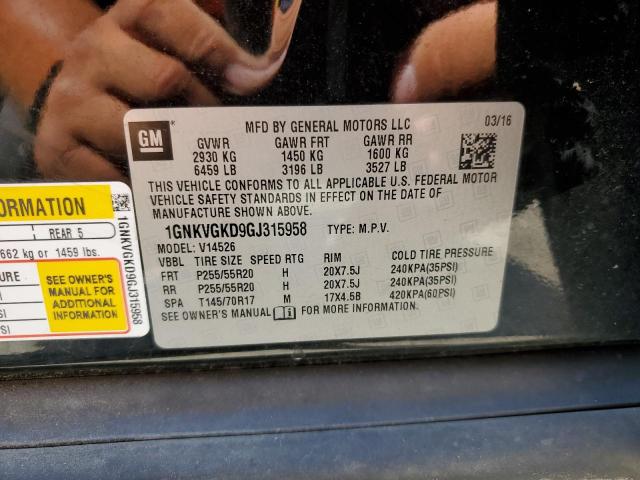 GM
MFD BY GENERAL MOTORS LLC
03/16
GVWR GAWR FRT GAWR RR
2930 KG 1450 KG 1600 KG
6459 LB 3196 LB 3527 LB
THIS VEHICLE CONFORMS TO ALL APPLICABLE U.S. FEDERAL MOTOR
VEHICLE SAFETY STANDARDS IN EFFECT ON THE DATE OF
MANUFACTURE SHOWN ABOVE.
1GNKVGKD9GJ315958 TYPE: M.P.V.
MODEL: V14526
VBBL TIRE SIZE SPEED RTG RIM COLD TIRE PRESSURE
FRT P255/55R20 H 20X7.5J 240KPA(35PSI)
RR P255/55R20 H 20X7.5J 240KPA(35PSI)
SPA T145/70R17 M 17X4.5B 420KPA(60PSI)
SEE OWNER'S MANUAL FOR MORE INFORMATION.
REAR 5
662 kg or 1459 lbs.
SEE OWNER'S
MANUAL FOR
ADDITIONAL
INFORMATION
1GNKVGKD9GJ315958